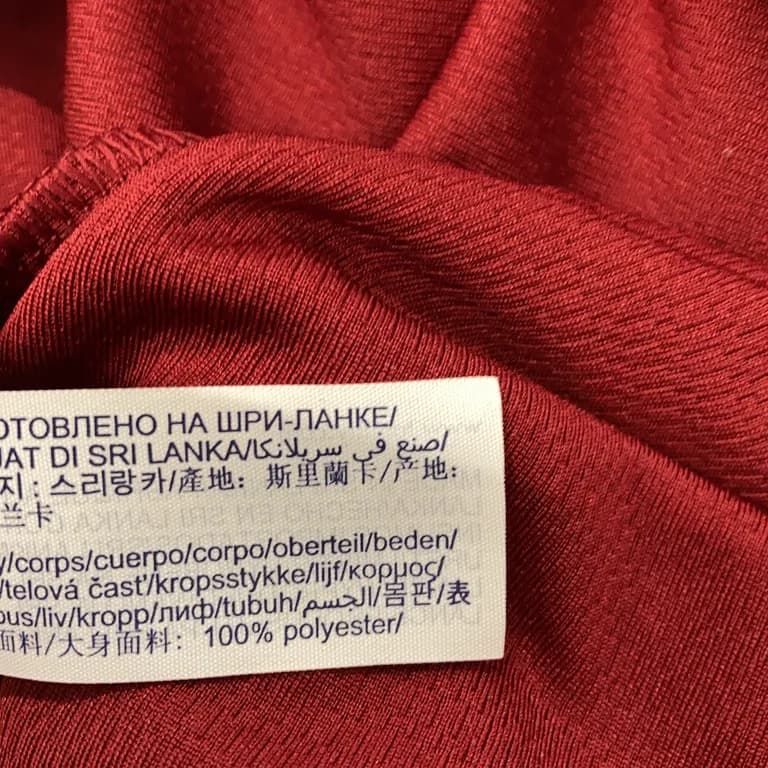 ОТОВЛЕНО НА ШРИ-ЛАНКЕ/
UAT DI SRI LANKA/صنع في سريلانكا/
지 : 스리랑카/產地：斯里蘭卡/产地：
兰卡
y/corps/cuerpo/corpo/oberteil/beden/
/telová časť/kropsstykke/lijf/κορμος/
pus/liv/kropp/лиф/tubuh/الجسم/몸판/表
面料/大身面料：100% polyester/